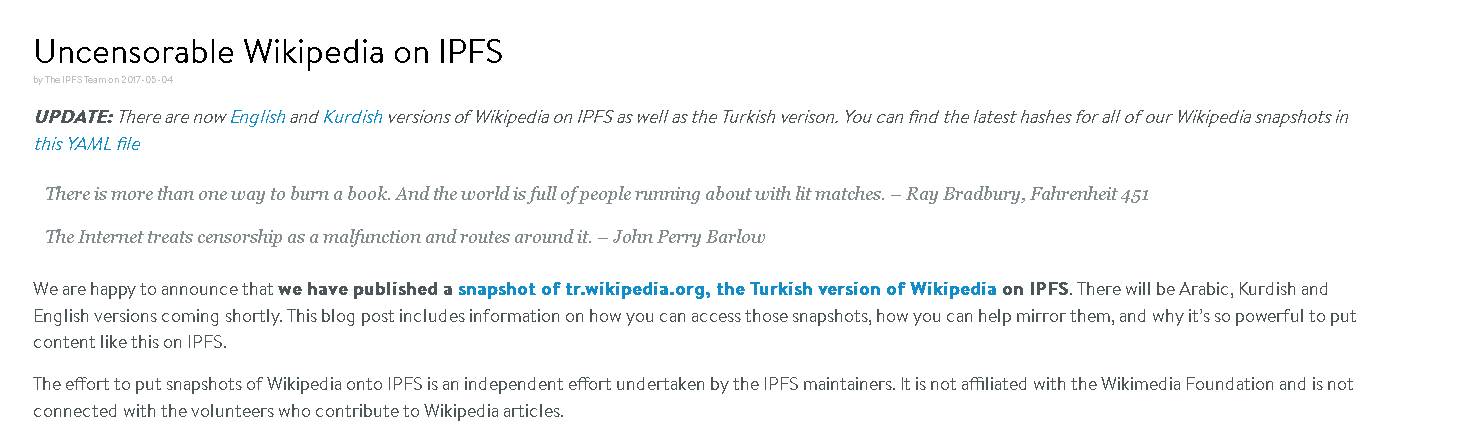 Uncensorable Wikipedia on IPFS
by The IPFS Team on 2017-05-04
UPDATE: There are now English and Kurdish versions of Wikipedia on IPFS as well as the Turkish verison. You can find the latest hashes for all of our Wikipedia snapshots in
this YAML file
There is more than one way to burn a book. And the world is full of people running about with lit matches. – Ray Bradbury, Fahrenheit 451
The Internet treats censorship as a malfunction and routes around it. – John Perry Barlow
We are happy to announce that we have published a snapshot of tr.wikipedia.org, the Turkish version of Wikipedia on IPFS. There will be Arabic, Kurdish and
English versions coming shortly. This blog post includes information on how you can access those snapshots, how you can help mirror them, and why it's so powerful to put
content like this on IPFS.
The effort to put snapshots of Wikipedia onto IPFS is an independent effort undertaken by the IPFS maintainers. It is not affiliated with the Wikimedia Foundation and is not
connected with the volunteers who contribute to Wikipedia articles.